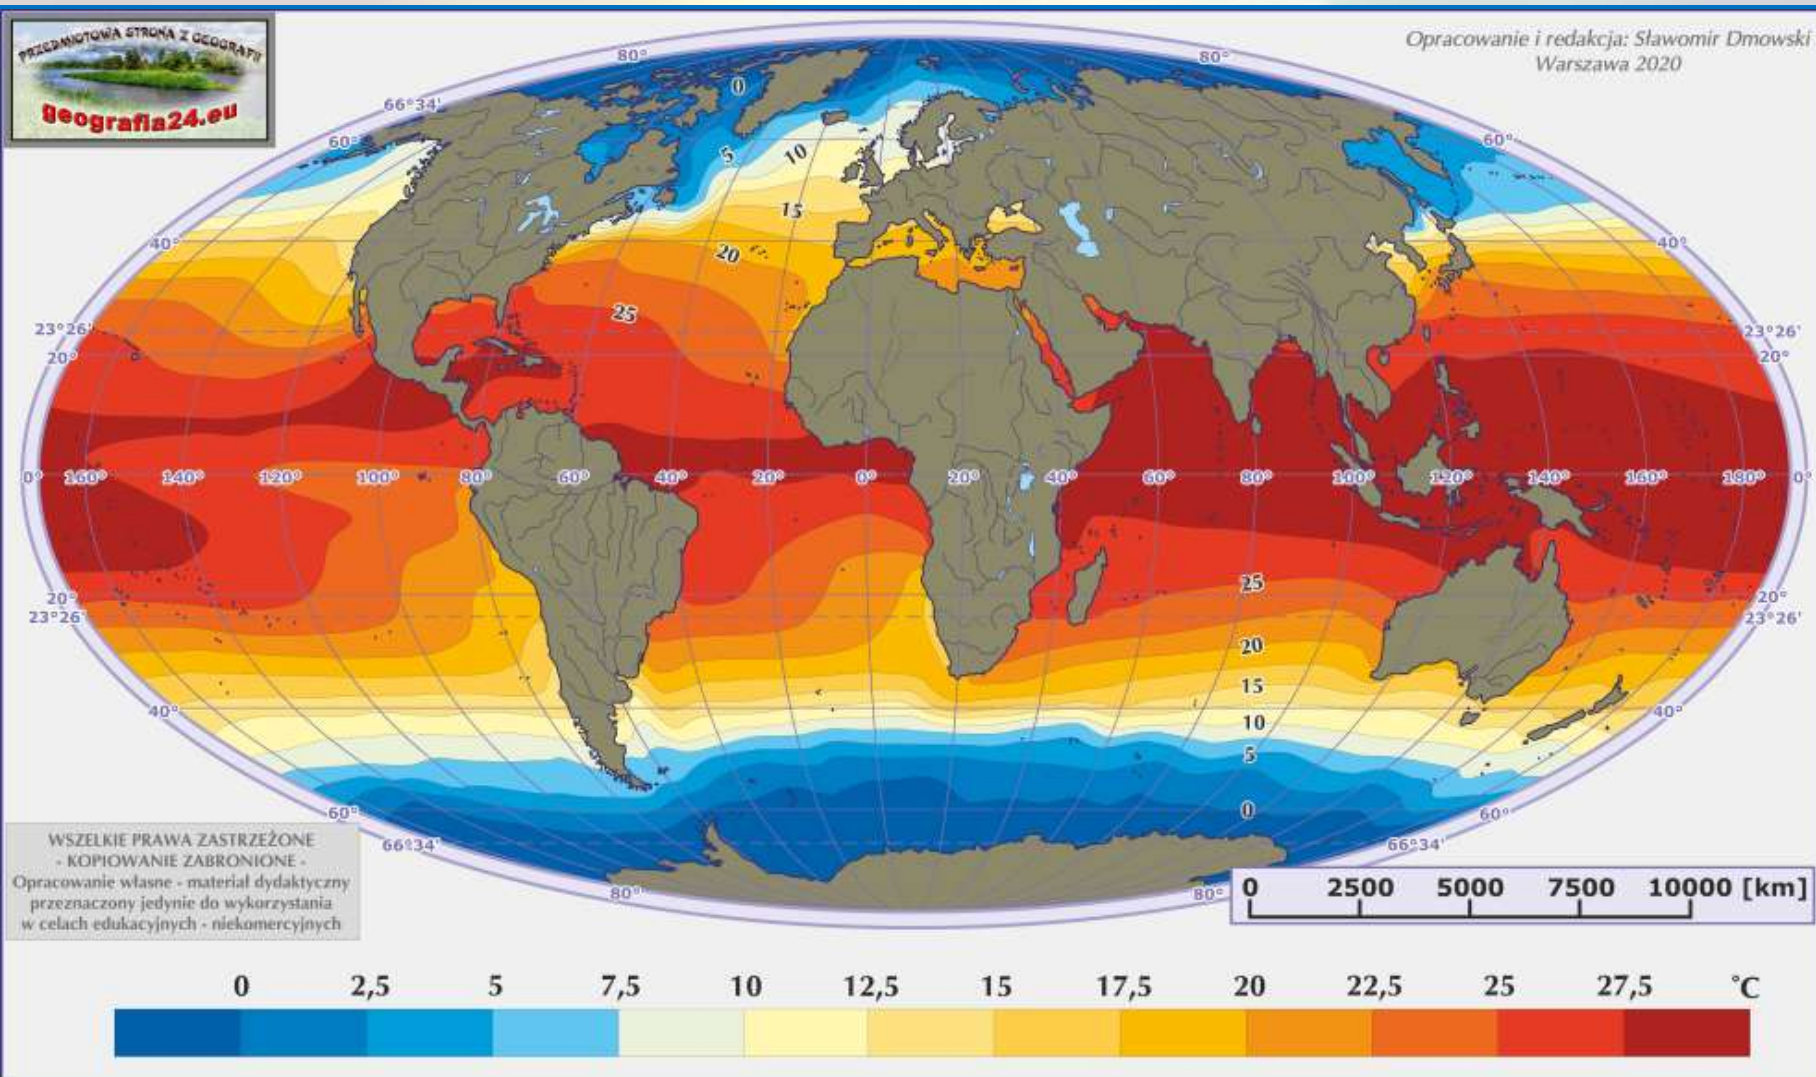 PRZEDMIOTOWA STRONA Z GEOGRAFII
geografia24.eu
Opracowanie i redakcja: Sławomir Dmowski
Warszawa 2020
80° 80°
66°34'
60° 60°
40° 40°
23°26' 23°26'
20° 20°
0 5 10 15 20 25
0° 160° 140° 120° 100° 80° 60° 40° 20° 0° 20° 40° 60° 80° 100° 120° 140° 160° 180° 0°
25
20° 20°
23°26' 23°26'
20
15
40° 40°
10
5
0
60° 60°
66°34' 66°34'
80° 80°
WSZELKIE PRAWA ZASTRZEŻONE
- KOPIOWANIE ZABRONIONE -
Opracowanie własne - materiał dydaktyczny
przeznaczony jedynie do wykorzystania
w celach edukacyjnych - niekomercyjnych
0 2500 5000 7500 10000 [km]
0 2,5 5 7,5 10 12,5 15 17,5 20 22,5 25 27,5 °C